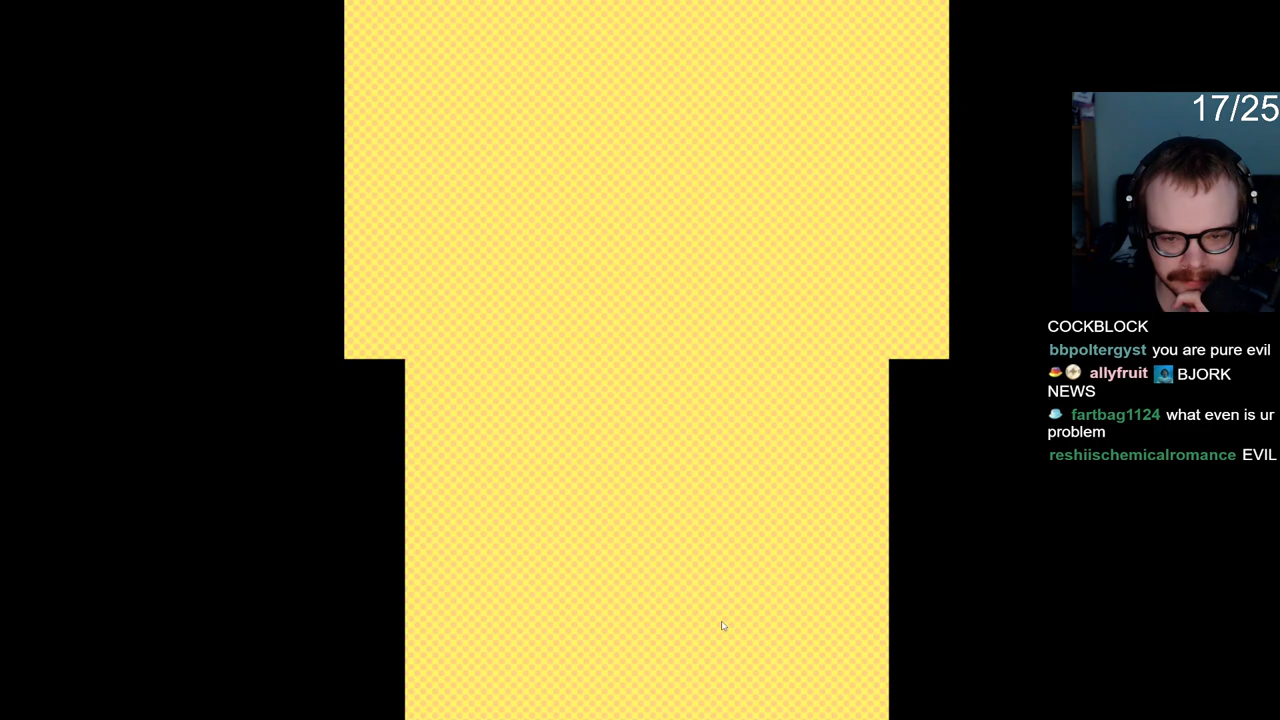 17/25
COCKBLOCK
bbpoltergyst you are pure evil
allyfruit BJORK
NEWS
fartbag1124 what even is ur
problem
reshiischemicalromance EVIL